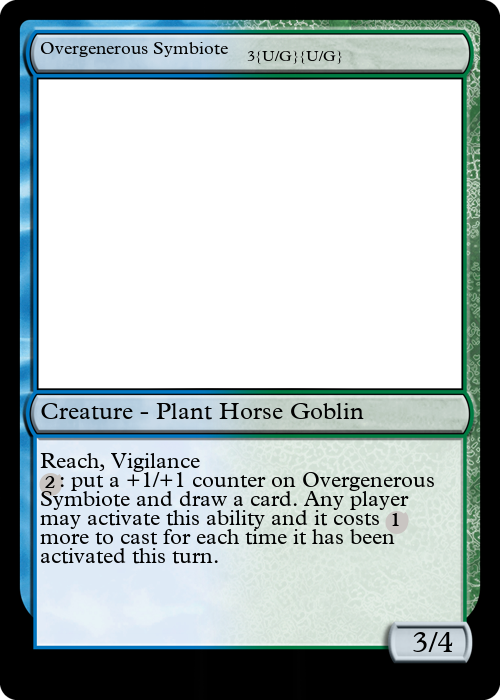 Overgenerous Symbiote 3{U/G}{U/G}
Creature - Plant Horse Goblin
Reach, Vigilance
2: put a +1/+1 counter on Overgenerous
Symbiote and draw a card. Any player
may activate this ability and it costs 1
more to cast for each time it has been
activated this turn.
3/4